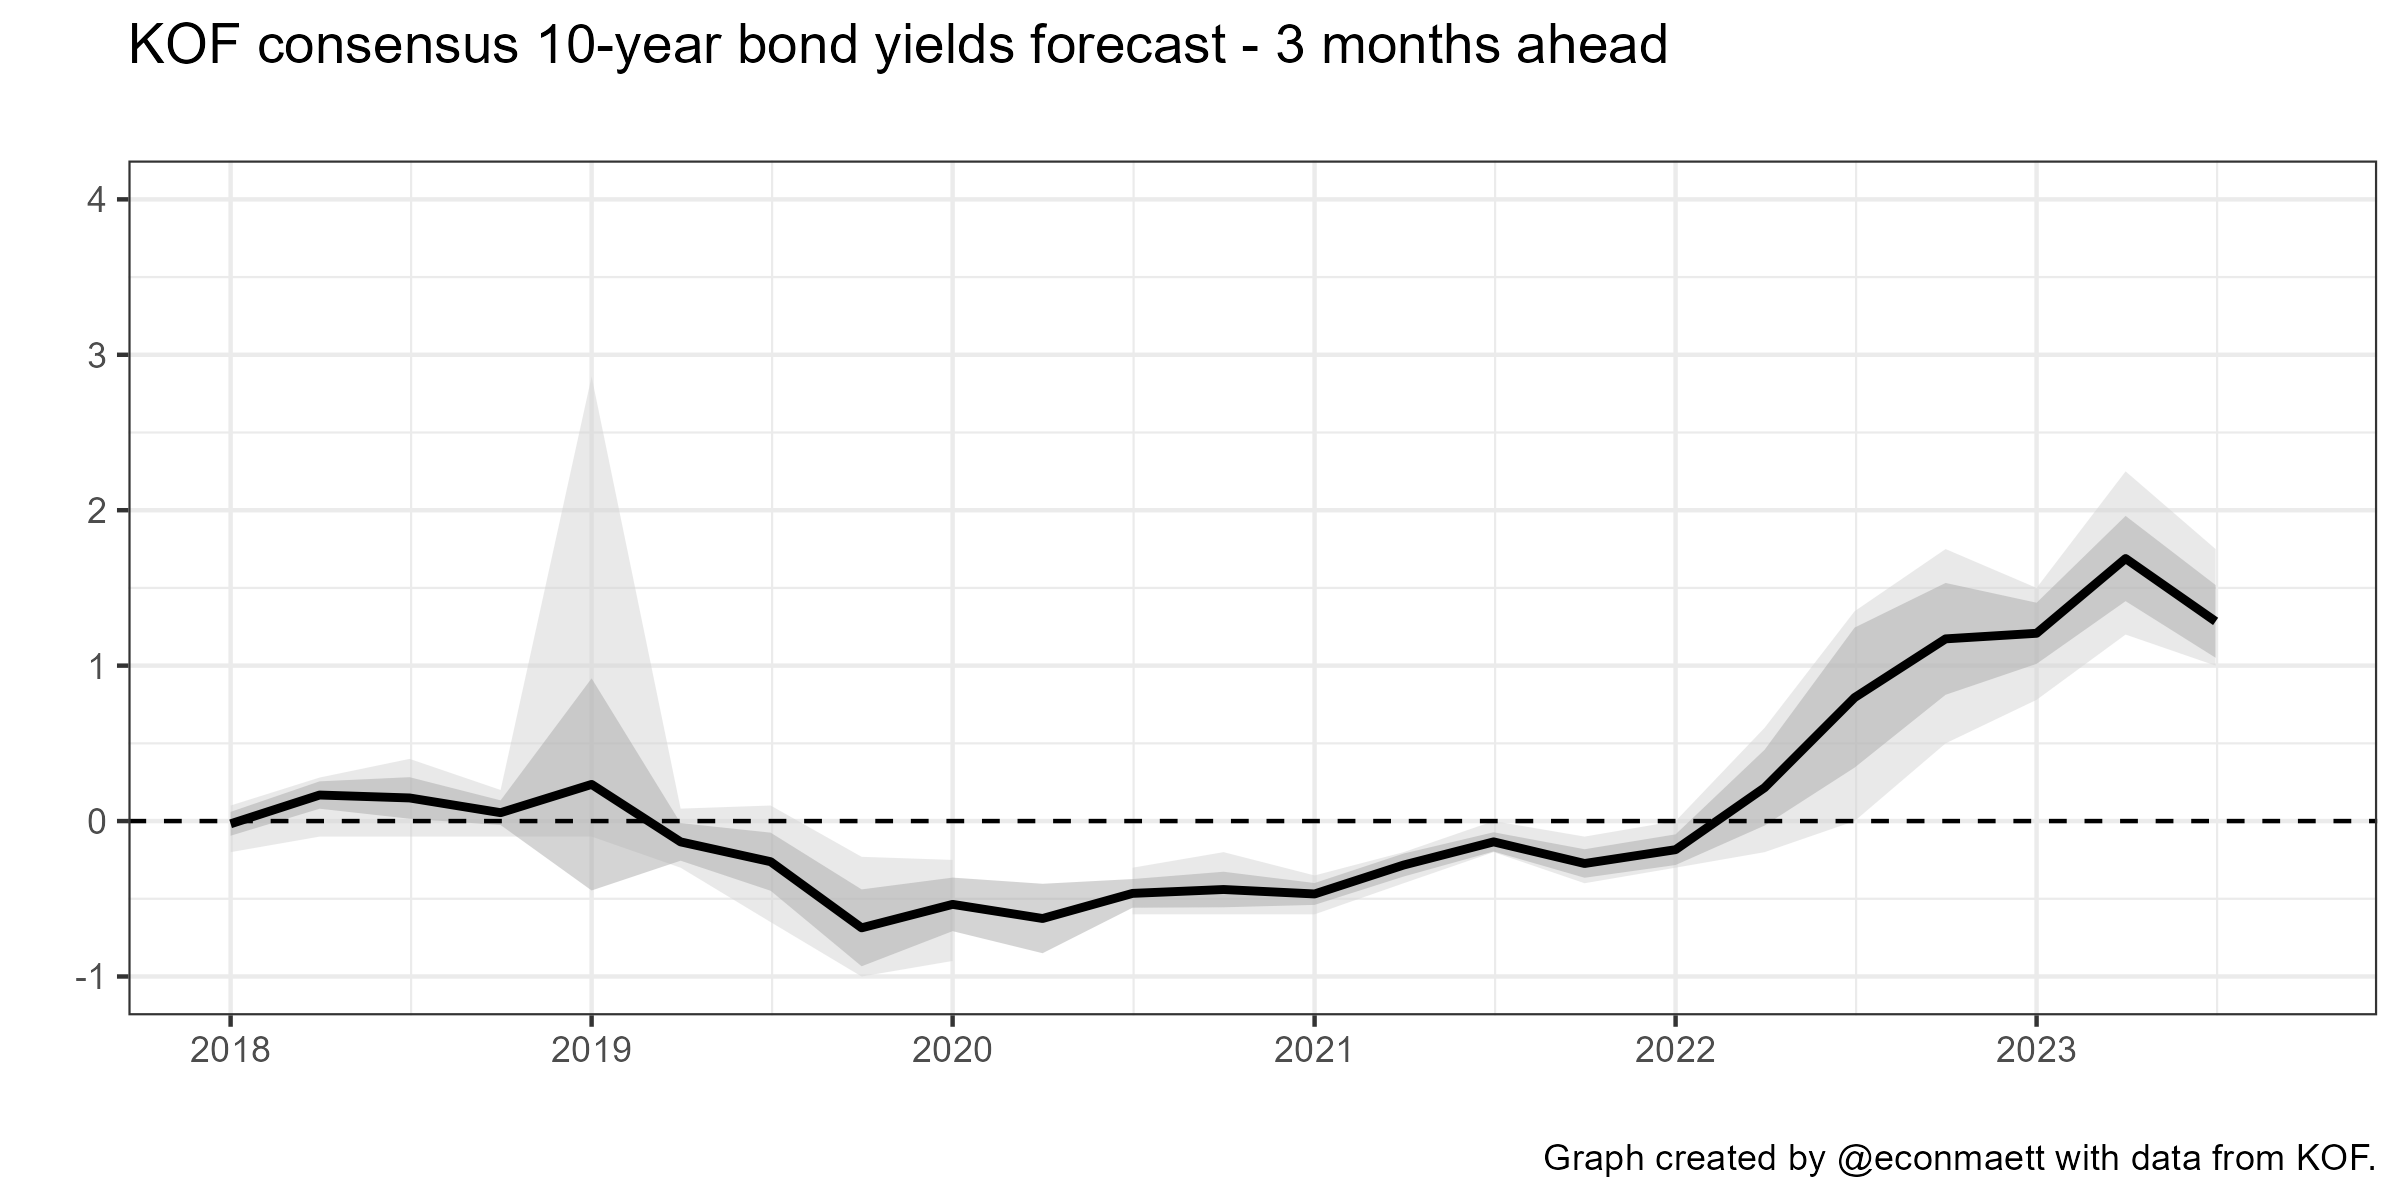 KOF consensus 10-year bond yields forecast - 3 months ahead
4
3
2
1
0
-1
2018 2019 2020 2021 2022 2023
Graph created by @econmaett with data from KOF.